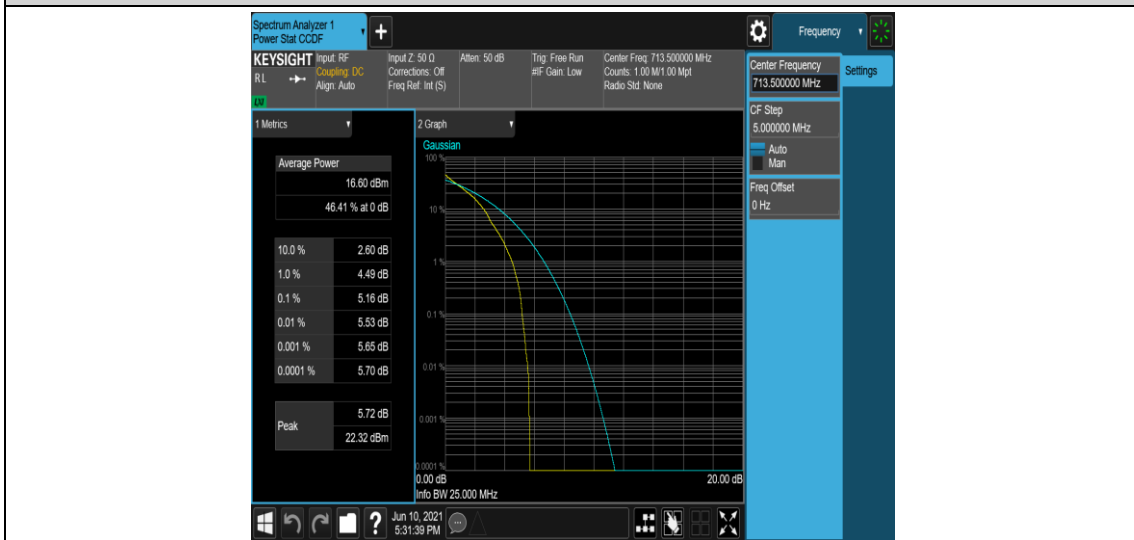 Spectrum Analyzer 1
Power Stat CCDF
+
Frequency
KEYSIGHT
RL
LXI
Input: RF
Coupling: DC
Align: Auto
Input Z: 50 Ω
Corrections: Off
Freq Ref: Int (S)
Atten: 50 dB
Trig: Free Run
#IF Gain: Low
Center Freq: 713.500000 MHz
Counts: 1.00 M/1.00 Mpt
Radio Std: None
Center Frequency
713.500000 MHz
Settings
CF Step
5.000000 MHz
Auto
Man
Freq Offset
0 Hz
1 Metrics
Average Power
16.60 dBm
46.41 % at 0 dB
10.0 % 2.60 dB
1.0 % 4.49 dB
0.1 % 5.16 dB
0.01 % 5.53 dB
0.001 % 5.65 dB
0.0001 % 5.70 dB
Peak 5.72 dB
22.32 dBm
2 Graph
Gaussian
100 %
10 %
1 %
0.1 %
0.01 %
0.001 %
0.0001 %
0.00 dB 20.00 dB
Info BW 25.000 MHz
?
Jun 10, 2021
5:31:39 PM